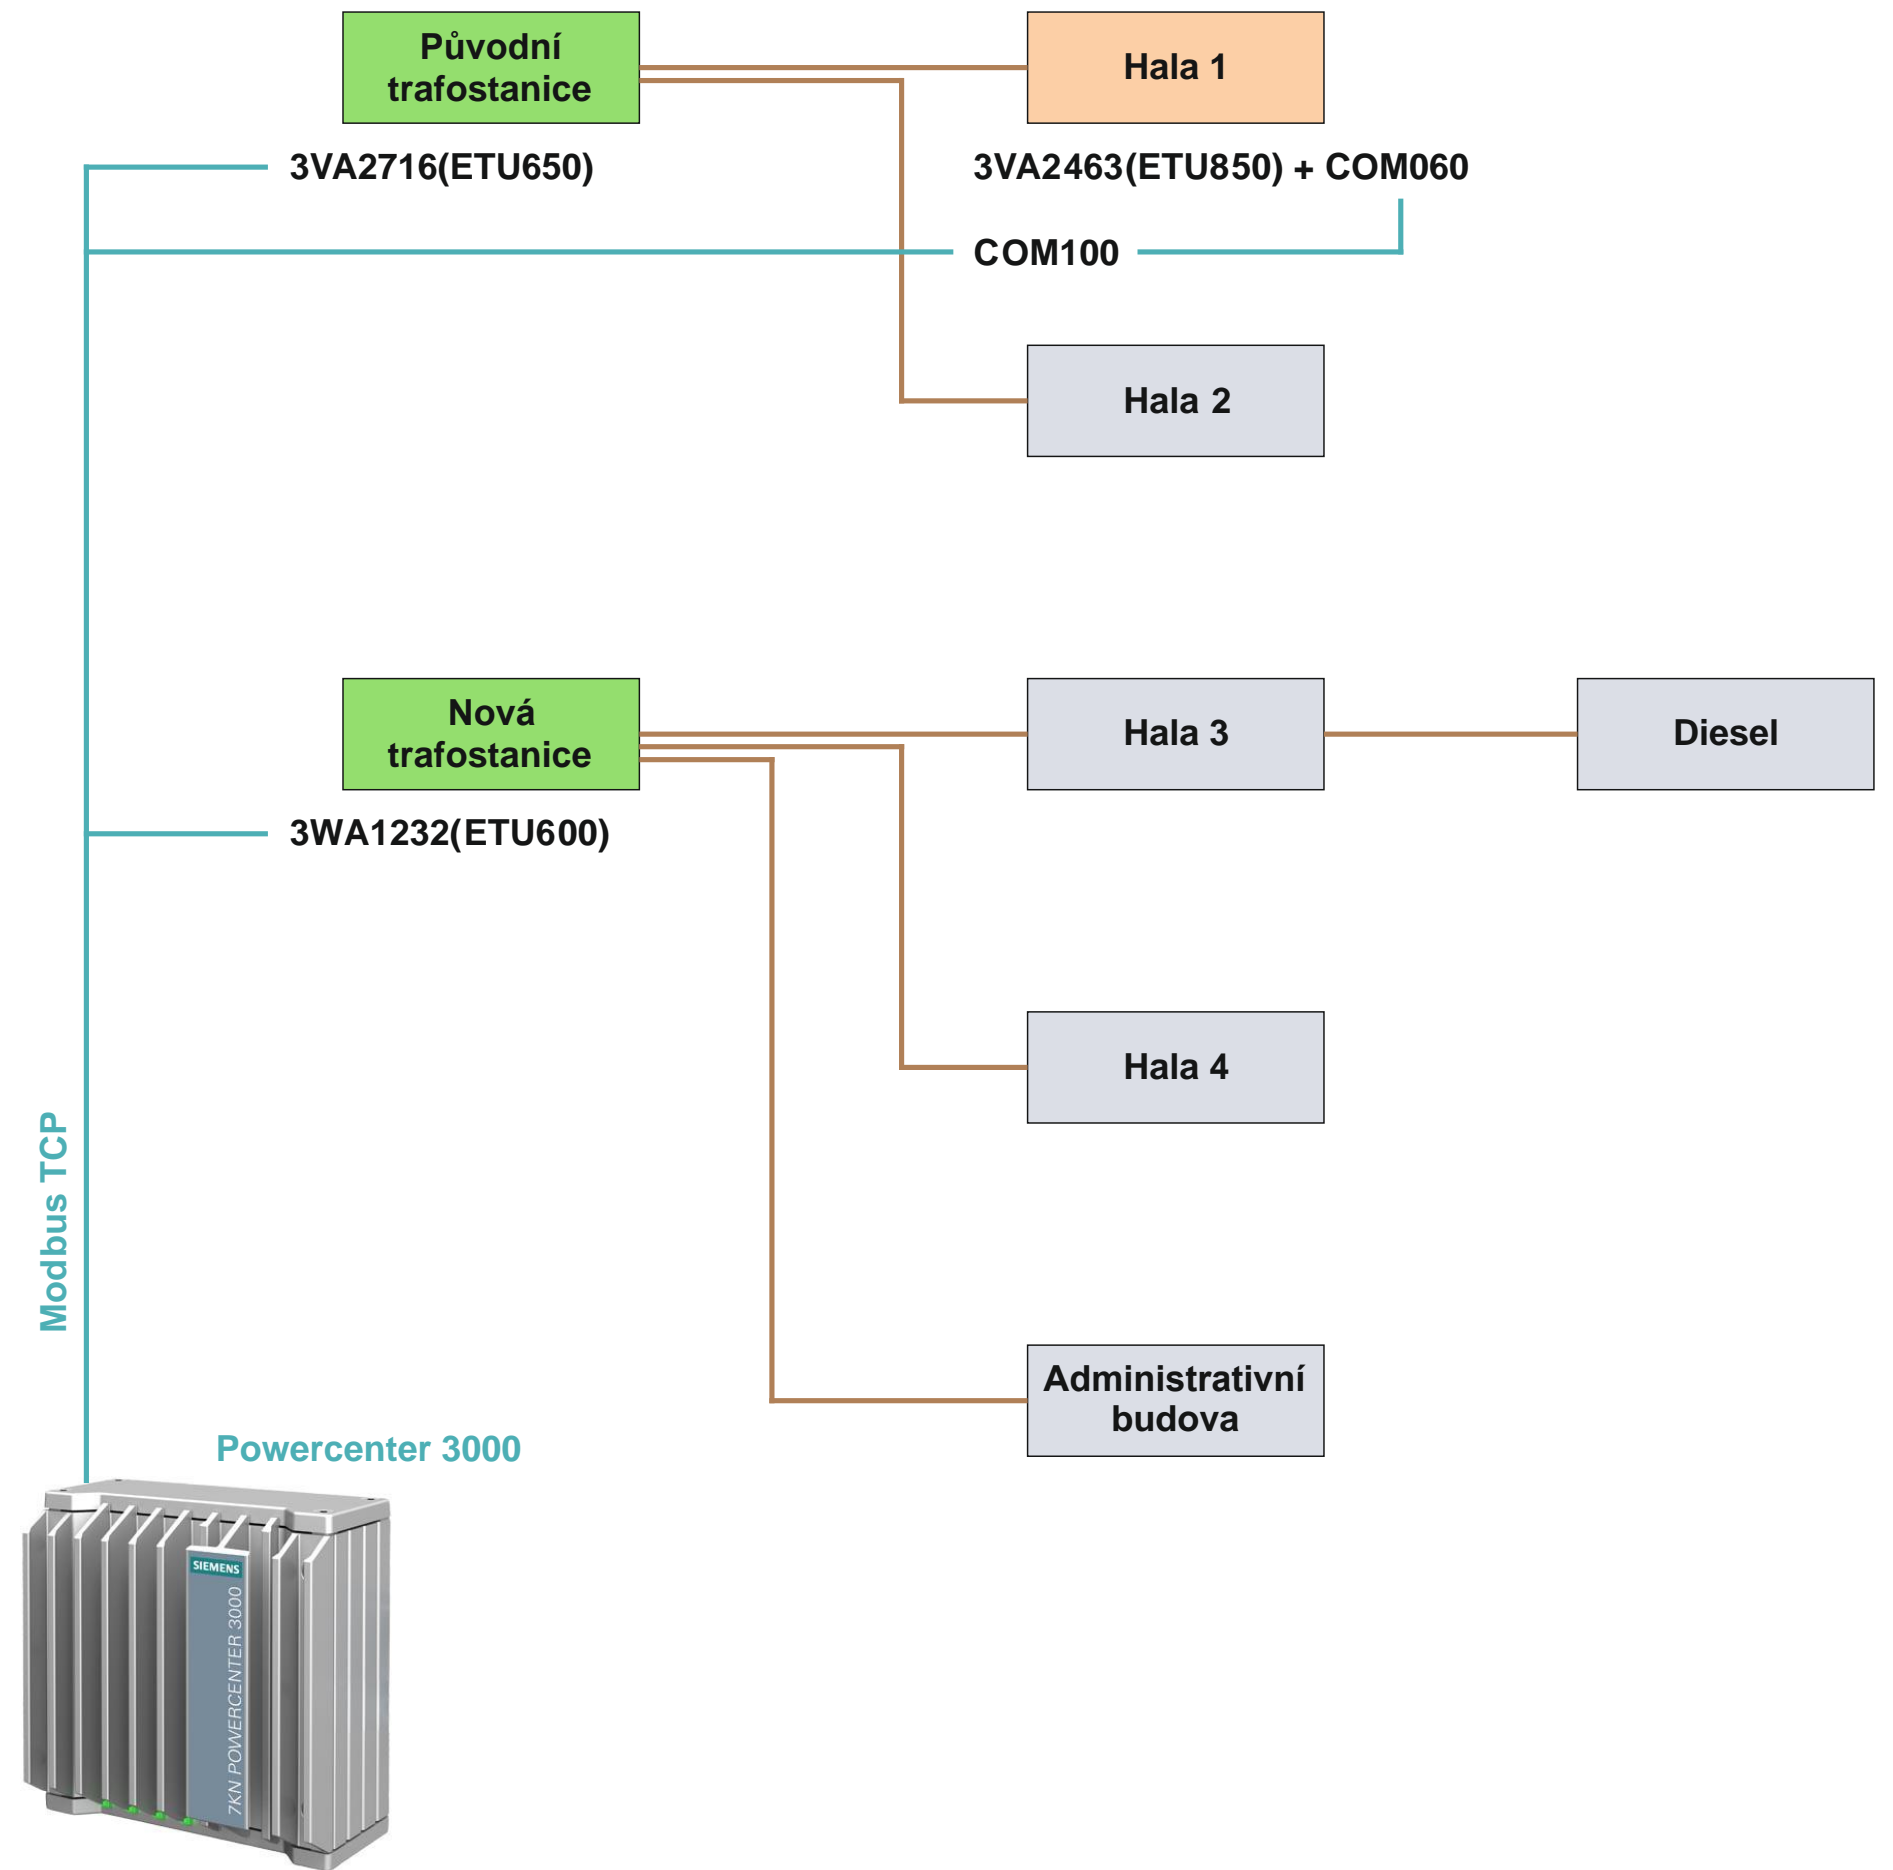 Původní
trafostanice
Hala 1
3VA2716(ETU650)
3VA2463(ETU850) + COM060
COM100
Hala 2
Nová
trafostanice
Hala 3
Diesel
3WA1232(ETU600)
Hala 4
Modbus TCP
Administrativní
budova
Powercenter 3000
SIEMENS
7KN POWERCENTER 3000